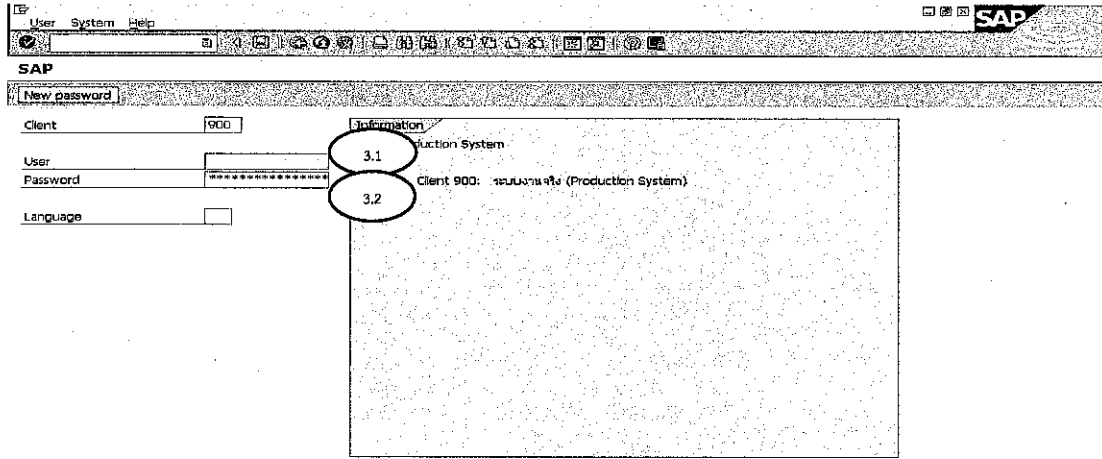 User System Help
SAP
SAP
New password
Client 900
Information
3.1 uction System
User
Password ****************
Client 900: ระบบงานจริง (Production System)
3.2
Language